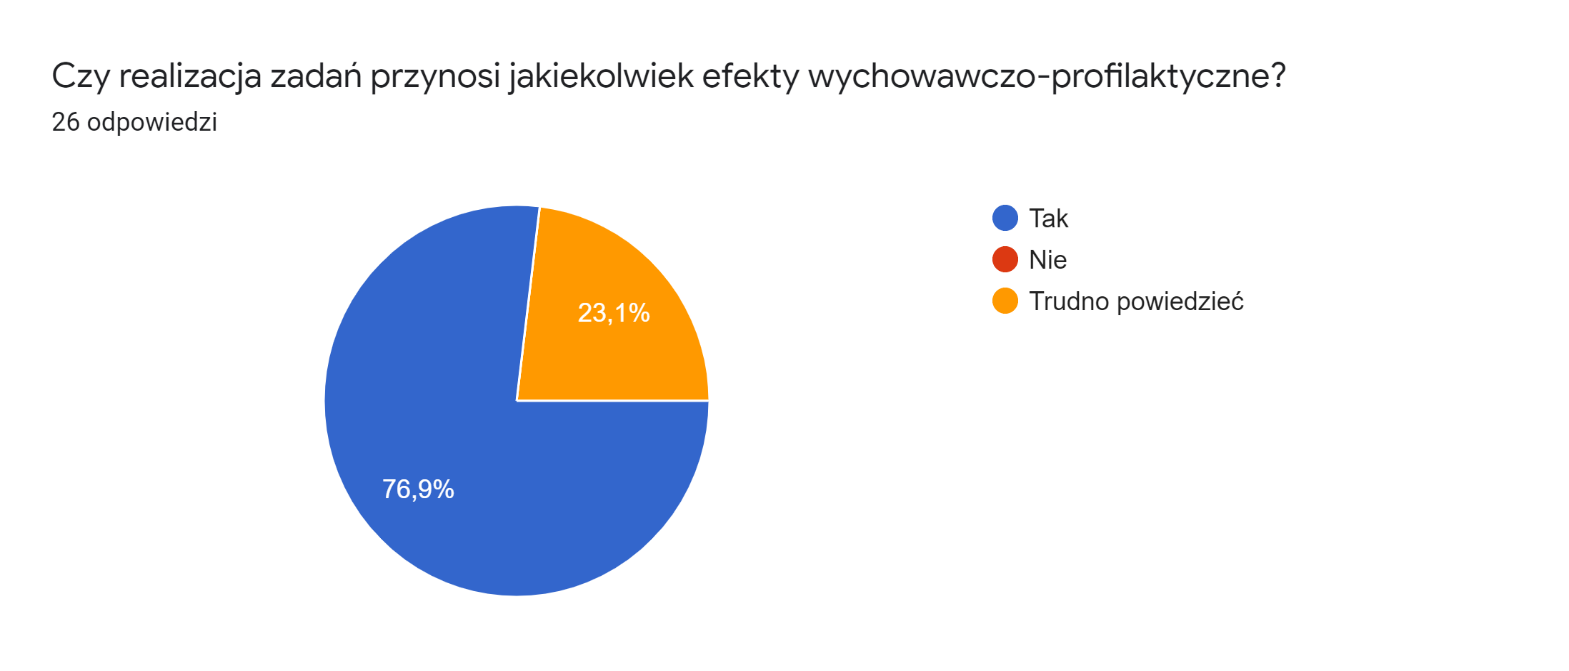 Czy realizacja zadań przynosi jakiekolwiek efekty wychowawczo-profilaktyczne?
26 odpowiedzi
Tak
Nie
Trudno powiedzieć
23,1%
76,9%